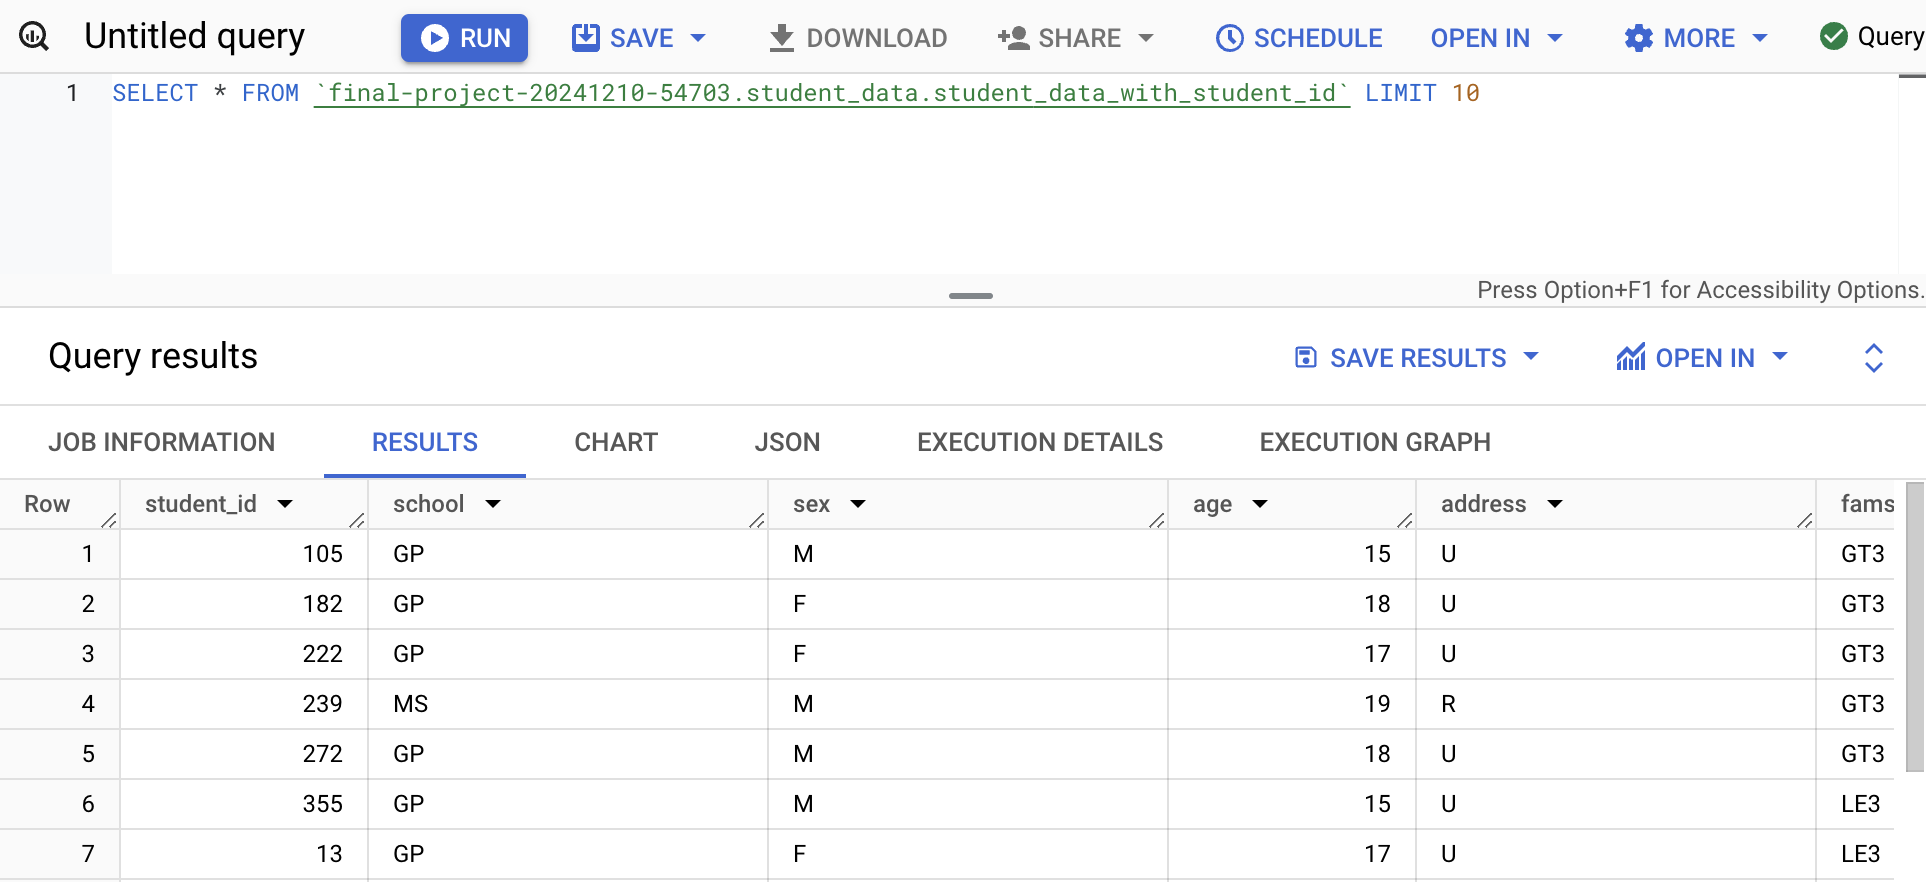 Untitled query RUN SAVE DOWNLOAD SHARE SCHEDULE OPEN IN MORE Query
1 SELECT * FROM `final-project-20241210-54703.student_data.student_data_with_student_id` LIMIT 10
Press Option+F1 for Accessibility Options.
Query results SAVE RESULTS OPEN IN
JOB INFORMATION RESULTS CHART JSON EXECUTION DETAILS EXECUTION GRAPH
Row student_id school sex age address fams
1 105 GP M 15 U GT3
2 182 GP F 18 U GT3
3 222 GP F 17 U GT3
4 239 MS M 19 R GT3
5 272 GP M 18 U GT3
6 355 GP M 15 U LE3
7 13 GP F 17 U LE3